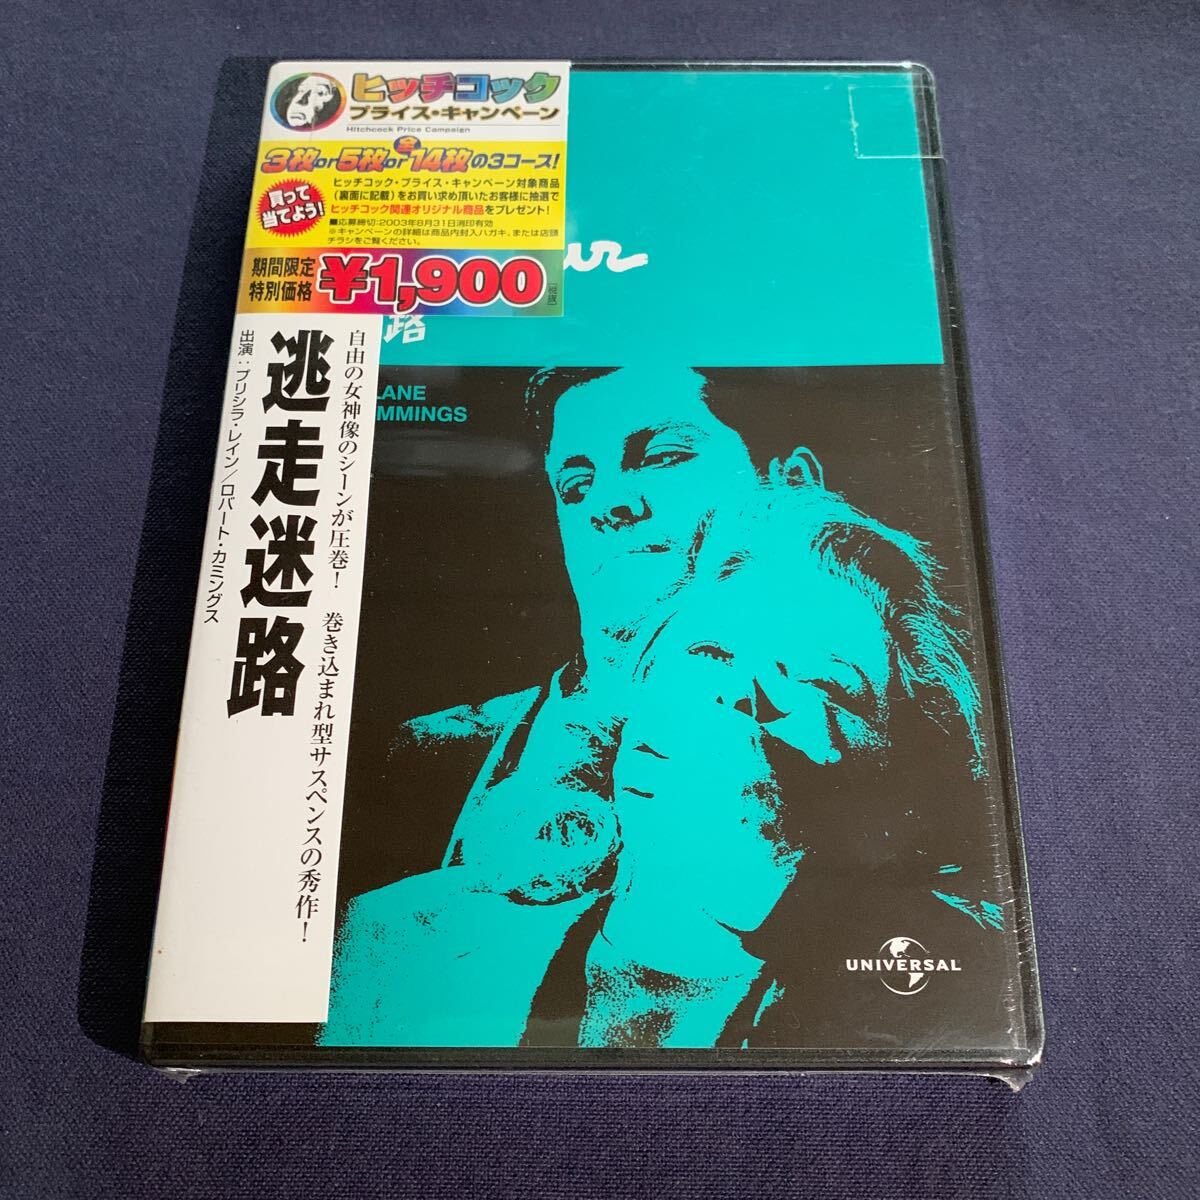 ヒッチコック
プライス・キャンペーン
Hitchcock Price Campaign
3枚or5枚or全14枚の3コース!
買って
当てよう!
ヒッチコック・プライス・キャンペーン対象商品
(裏面に記載)をお買い求め頂いたお客様に抽選で
ヒッチコック関連オリジナル商品をプレゼント!
■応募締切:2003年8月31日消印有効
※キャンペーンの詳細は商品内封入ハガキ、または店頭
チラシをご覧ください。
期間限定
特別価格
¥1,900
[税抜]
路
LANE
MMINGS
自由の女神像のシーンが圧巻! 巻き込まれ型サスペンスの秀作!
逃走迷路
出演:プリシラ・レイン/ロバート・カミングス
UNIVERSAL